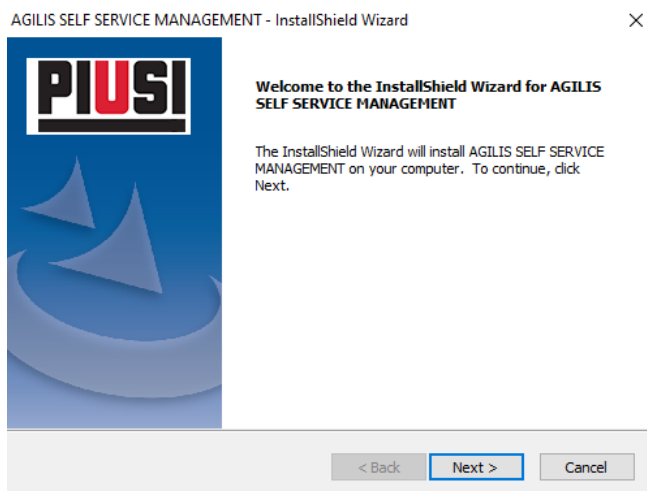 AGILIS SELF SERVICE MANAGEMENT - InstallShield Wizard
PIUSI
Welcome to the InstallShield Wizard for AGILIS
SELF SERVICE MANAGEMENT
The InstallShield Wizard will install AGILIS SELF SERVICE
MANAGEMENT on your computer. To continue, click
Next.
< Back Next > Cancel